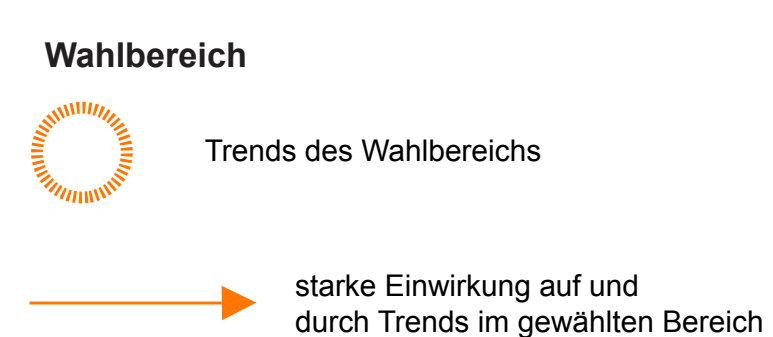 Wahlbereich
Trends des Wahlbereichs
starke Einwirkung auf und
durch Trends im gewählten Bereich